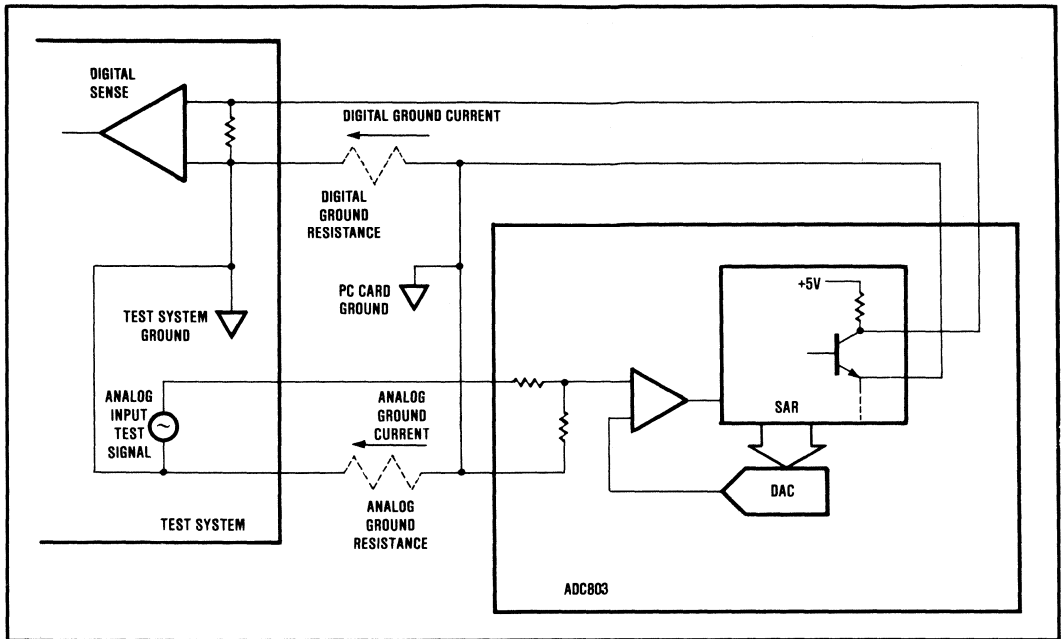 DIGITAL
SENSE
DIGITAL GROUND CURRENT
DIGITAL
GROUND
RESISTANCE
+5V
PC CARD
GROUND
TEST SYSTEM
GROUND
ANALOG
INPUT
TEST
SIGNAL
ANALOG
GROUND
CURRENT
SAR
DAC
ANALOG
GROUND
RESISTANCE
TEST SYSTEM
ADC803